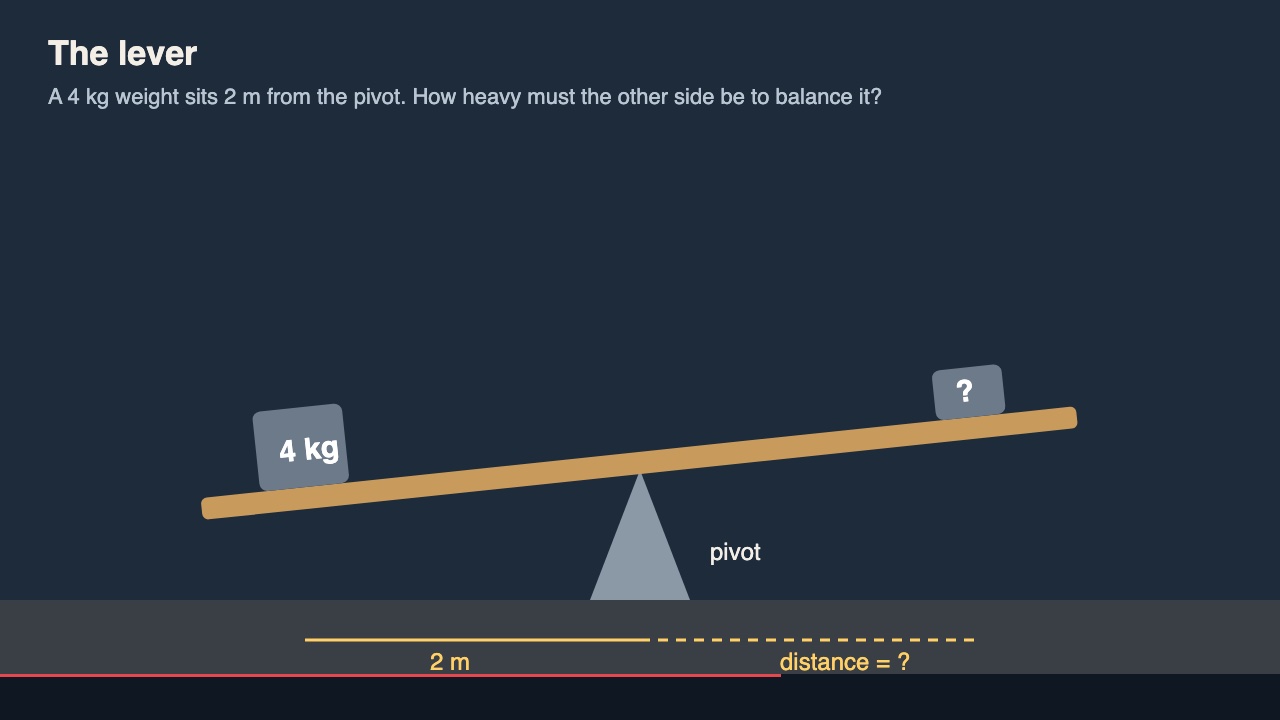 The lever
A 4 kg weight sits 2 m from the pivot. How heavy must the other side be to balance it?
?
4 kg
pivot
2 m
distance = ?